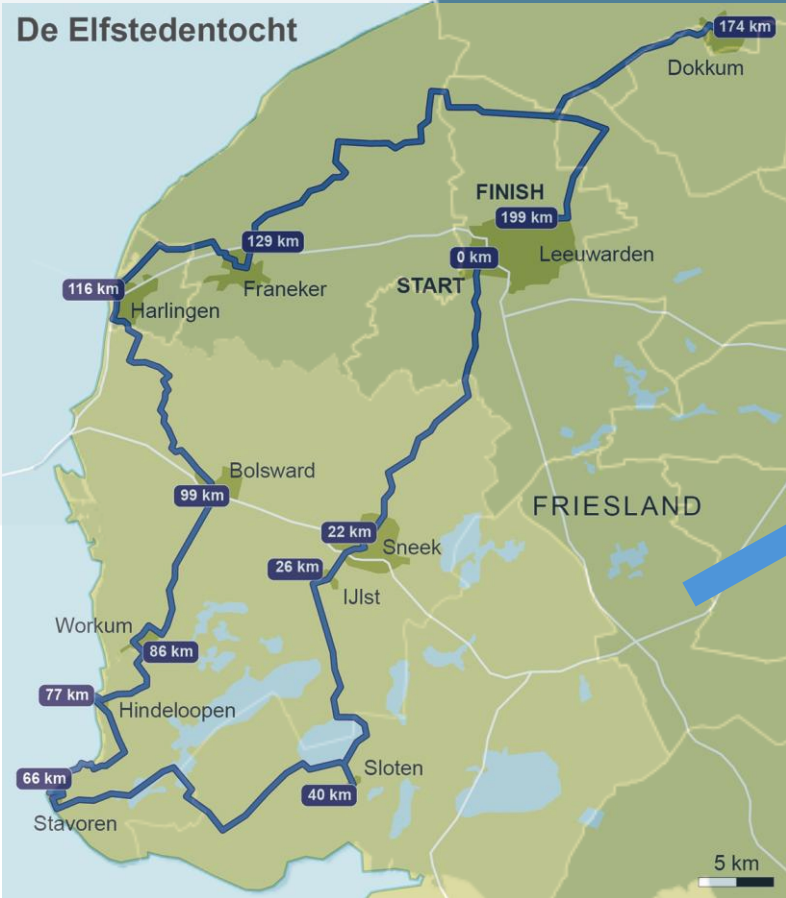 De Elfstedentocht
174 km
Dokkum
FINISH
199 km
Leeuwarden
129 km
0 km
START
Franeker
116 km
Harlingen
Bolsward
99 km
FRIESLAND
22 km
Sneek
26 km
IJlst
Workum
86 km
77 km
Hindeloopen
66 km
Sloten
40 km
Stavoren
5 km